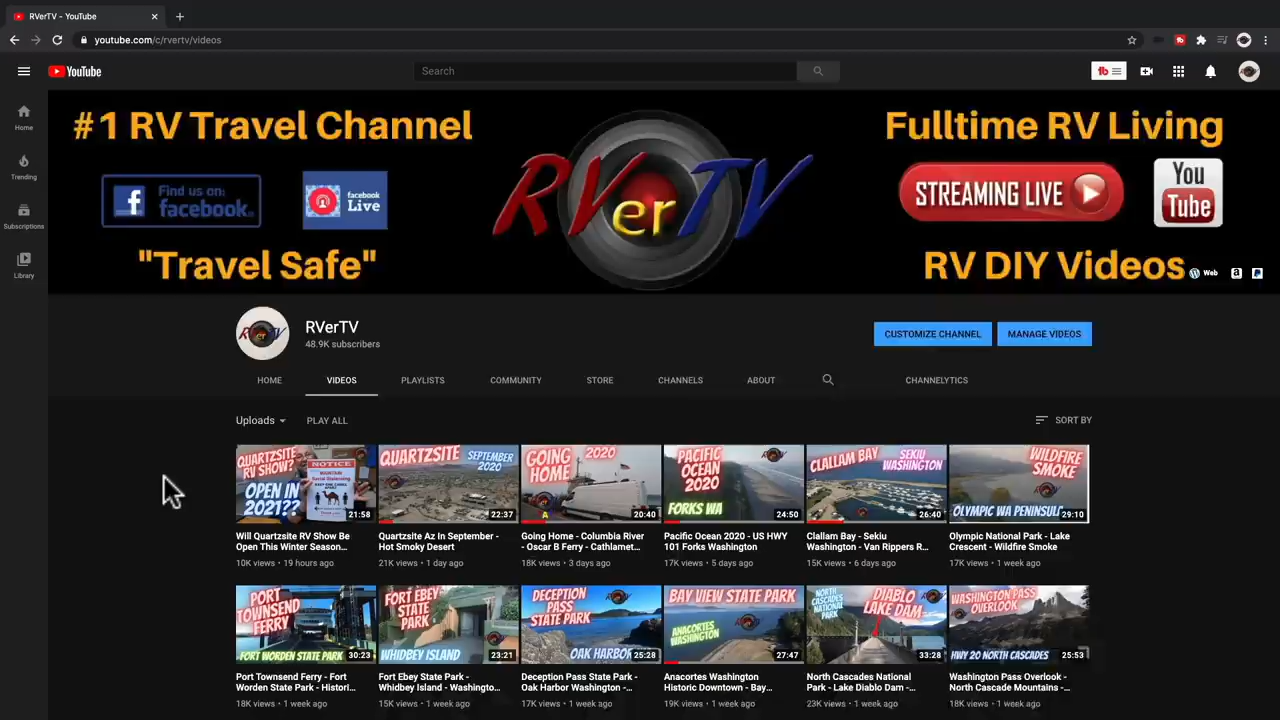 RVerTV - YouTube
youtube.com/c/rvertv/videos
YouTube
Search
Home
Trending
Subscriptions
Library
#1 RV Travel Channel
Find us on:
facebook.
facebook
Live
"Travel Safe"
RVerTV
Fulltime RV Living
STREAMING LIVE
You
Tube
RV DIY Videos
Web
RVerTV
48.9K subscribers
CUSTOMIZE CHANNEL
MANAGE VIDEOS
HOME
VIDEOS
PLAYLISTS
COMMUNITY
STORE
CHANNELS
ABOUT
CHANNELYTICS
Uploads
PLAY ALL
SORT BY
QUARTZSITE
RV SHOW?
OPEN IN
2021??
NOTICE
21:58
Will Quartzsite RV Show Be
Open This Winter Season...
10K views • 19 hours ago
QUARTZSITE
SEPTEMBER
2020
22:37
Quartzsite Az In September -
Hot Smoky Desert
21K views • 1 day ago
GOING
HOME
2020
20:40
Going Home - Columbia River
- Oscar B Ferry - Cathlamet...
18K views • 3 days ago
PACIFIC
OCEAN
2020
FORKS WA
24:50
Pacific Ocean 2020 - US HWY
101 Forks Washington
17K views • 5 days ago
CLALLAM BAY
SEKIU
WASHINGTON
26:40
Clallam Bay - Sekiu
Washington - Van Rippers R...
15K views • 6 days ago
WILDFIRE
SMOKE
OLYMPIC WA PENINSUL
29:10
Olympic National Park - Lake
Crescent - Wildfire Smoke
17K views • 1 week ago
PORT
TOWNSEND
FERRY
FORT WORDEN STATE PARK
30:23
Port Townsend Ferry - Fort
Worden State Park - Histori...
18K views • 1 week ago
FORT EBEY
STATE
PARK
WHIDBEY ISLAND
23:21
Fort Ebey State Park -
Whidbey Island - Washingto...
15K views • 1 week ago
DECEPTION
PASS
STATE PARK
OAK HARBO
25:28
Deception Pass State Park -
Oak Harbor Washington -...
17K views • 1 week ago
BAY VIEW STATE PARK
ANACORTES
WASHINGTON
27:47
Anacortes Washington
Historic Downtown - Bay...
19K views • 1 week ago
NORTH
CASCADES
NATIONAL
PARK
DIABLO
LAKE DAM
33:28
North Cascades National
Park - Lake Diablo Dam -...
23K views • 1 week ago
WASHINGTON PASS
OVERLOOK
HWY 20 NORTH CASCADES
25:53
Washington Pass Overlook -
North Cascade Mountains -...
18K views • 1 week ago